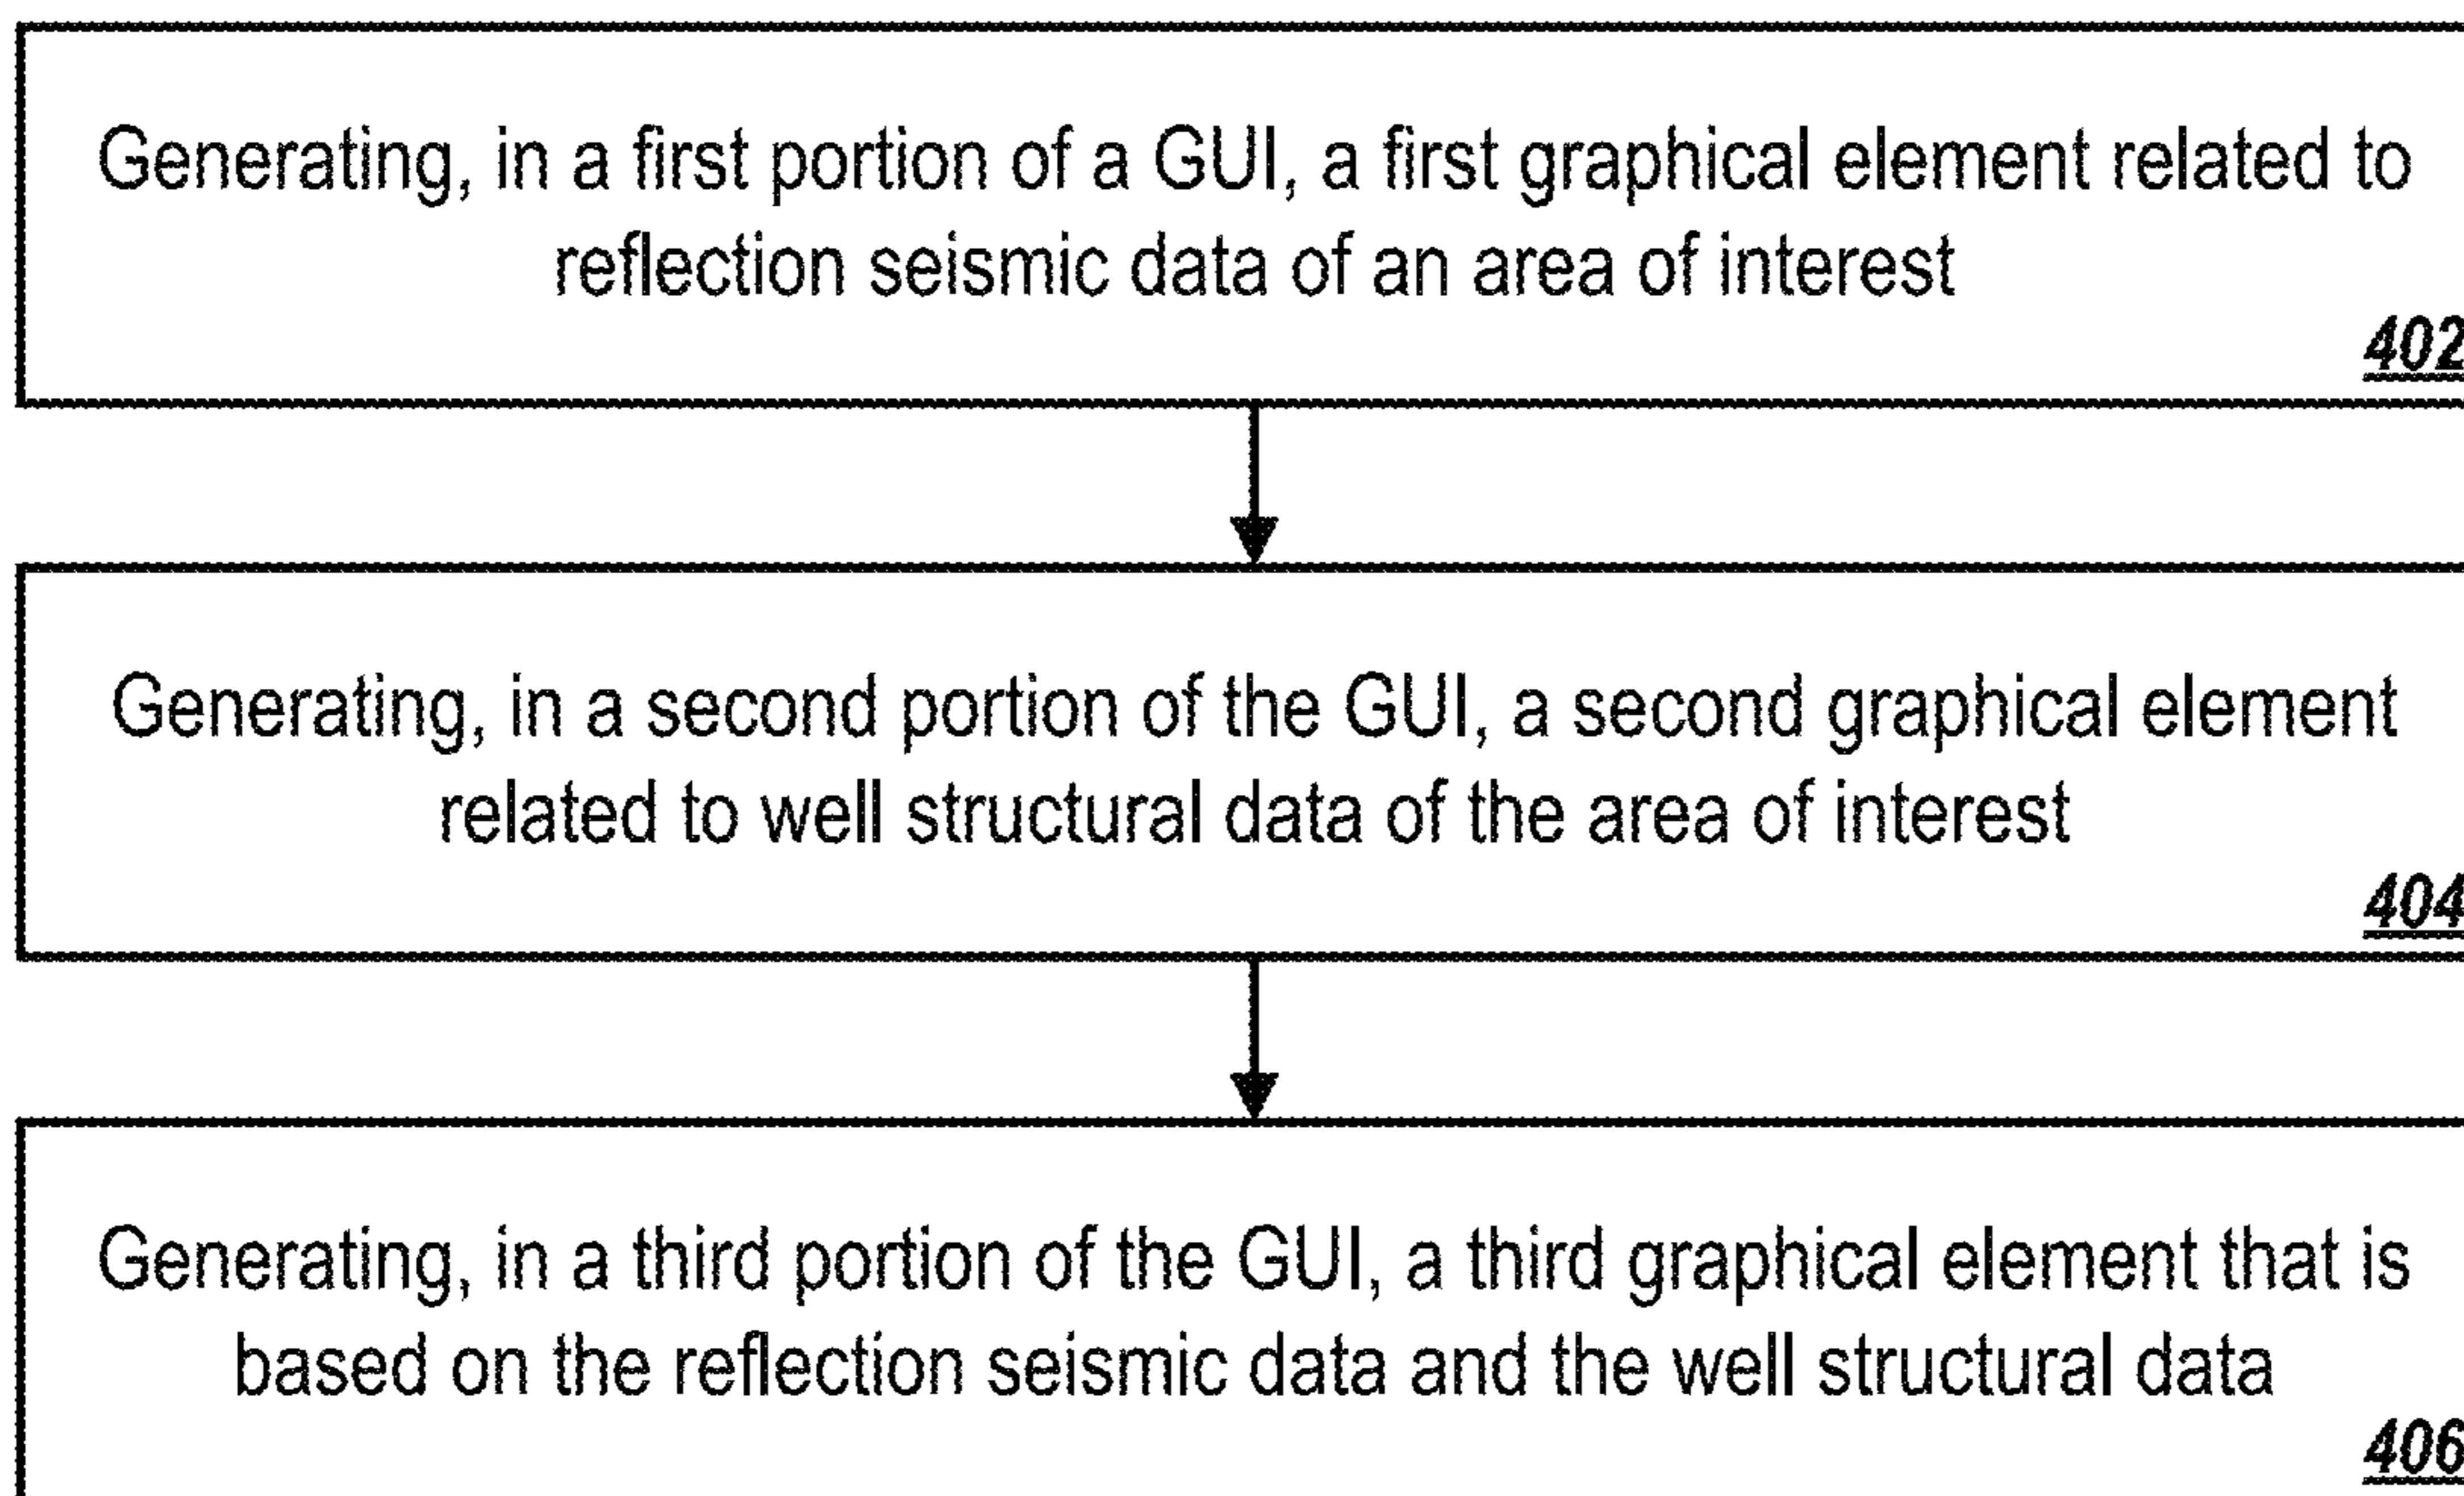 Generating, in a first portion of a GUI, a first graphical element related to
reflection seismic data of an area of interest
402
Generating, in a second portion of the GUI, a second graphical element
related to well structural data of the area of interest
404
Generating, in a third portion of the GUI, a third graphical element that is
based on the reflection seismic data and the well structural data
406